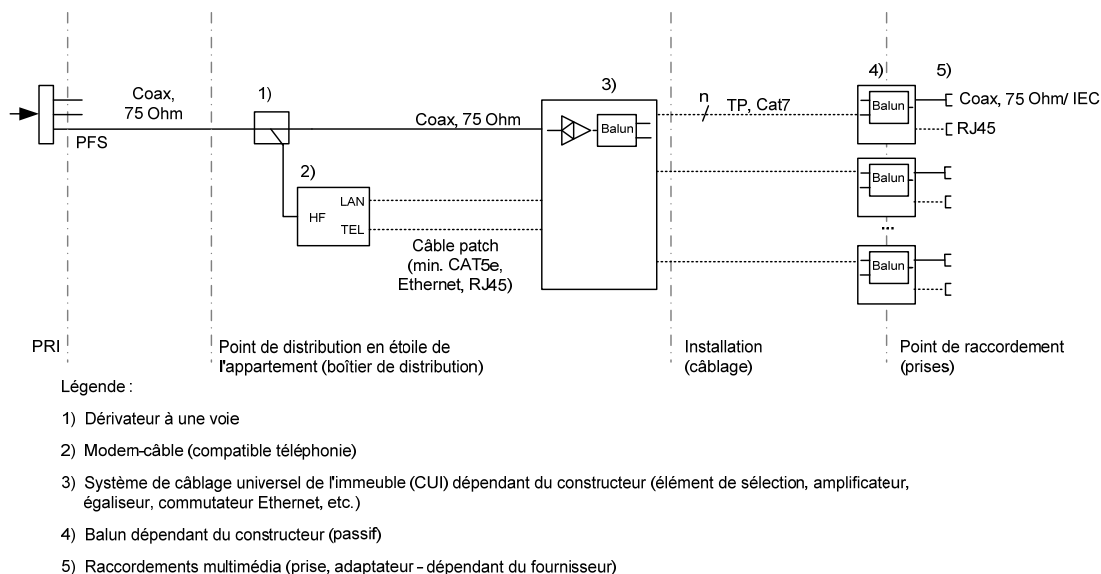 1)
Coax,
75 Ohm
PFS
Coax, 75 Ohm
2)
HF
LAN
TEL
Câble patch
(min. CAT5e,
Ethernet, RJ45)
3)
Balun
n
TP, Cat7
4)
5)
Balun
Coax, 75 Ohm/ IEC
RJ45
Balun
...
Balun
PRI
Point de distribution en étoile de
l'appartement (boîtier de distribution)
Installation
(câblage)
Point de raccordement
(prises)
Légende :
1) Dérivateur à une voie
2) Modem-câble (compatible téléphonie)
3) Système de câblage universel de l'immeuble (CUI) dépendant du constructeur (élément de sélection, amplificateur,
égaliseur, commutateur Ethernet, etc.)
4) Balun dépendant du constructeur (passif)
5) Raccordements multimédia (prise, adaptateur – dépendant du fournisseur)